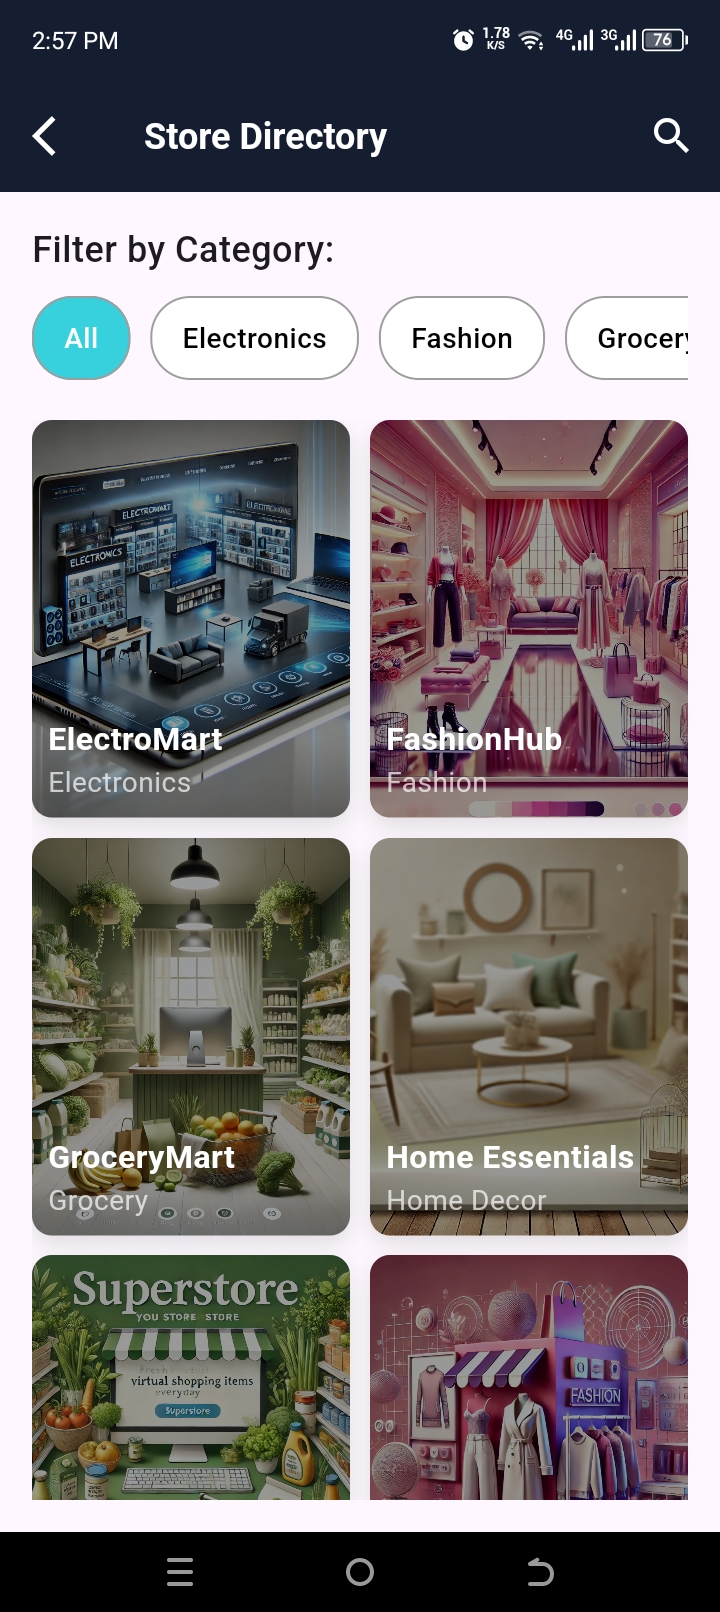 2:57 PM
1.78
K/S
4G
3G
76
Store Directory
Filter by Category:
All
Electronics
Fashion
Grocery
ELECTROMART
ELECTRONICS
ElectroMart
Electronics
FashionHub
Fashion
GroceryMart
Grocery
Home Essentials
Home Decor
Superstore
YOU STORE STORE
virtual shopping items
everyday
Superstore
FASHION